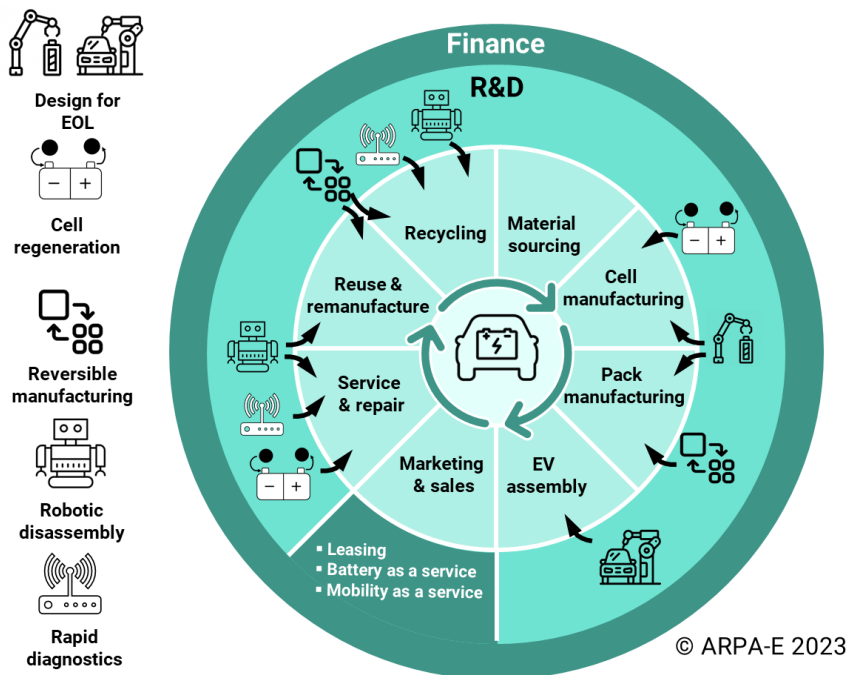 Design for
EOL
Cell
regeneration
Reversible
manufacturing
Robotic
disassembly
Rapid
diagnostics
Finance
R&D
Recycling
Material
sourcing
Reuse &
remanufacture
Cell
manufacturing
Service
& repair
Pack
manufacturing
Marketing
& sales
EV
assembly
▪ Leasing
▪ Battery as a service
▪ Mobility as a service
© ARPA-E 2023